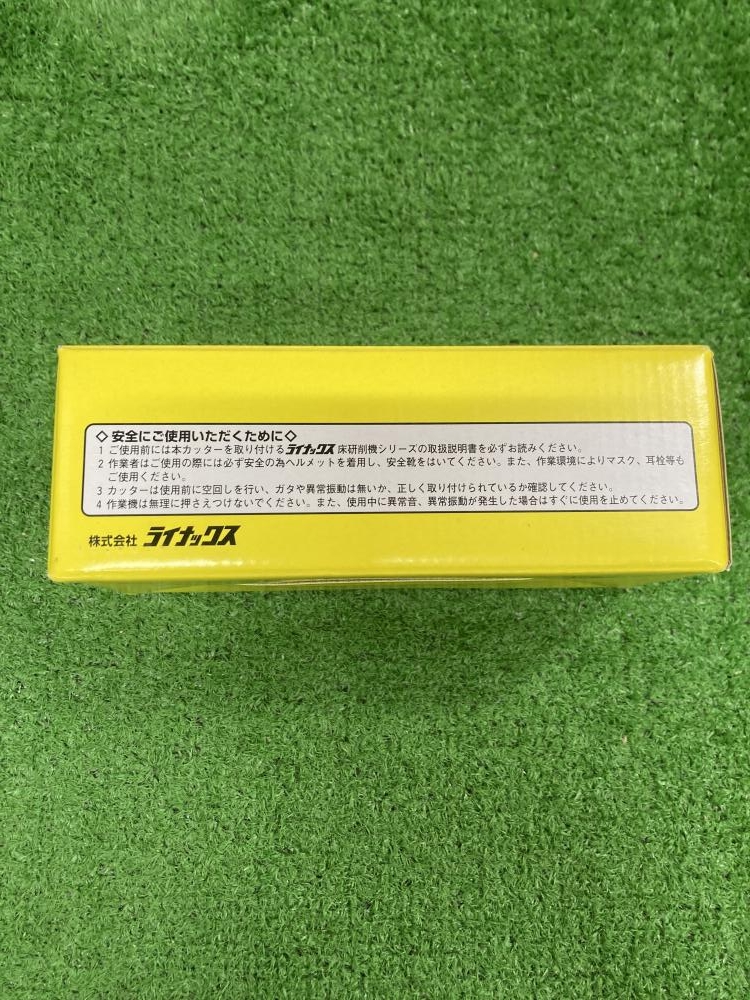 ◇安全にご使用いただくために◇
1 ご使用前には本カッターを取り付けるライナックス床研削機シリーズの取扱説明書を必ずお読みください。
2 作業者はご使用の際には必ず安全の為ヘルメットを着用し、安全靴をはいてください。また、作業環境によりマスク、耳栓等も
ご使用ください。
3 カッターは使用前に空回しを行い、ガタや異常振動は無いか、正しく取り付けられているか確認してください。
4 作業機は無理に押さえつけないでください。また、使用中に異常音、異常振動が発生した場合はすぐに使用を止めてください。
株式会社 ライナックス